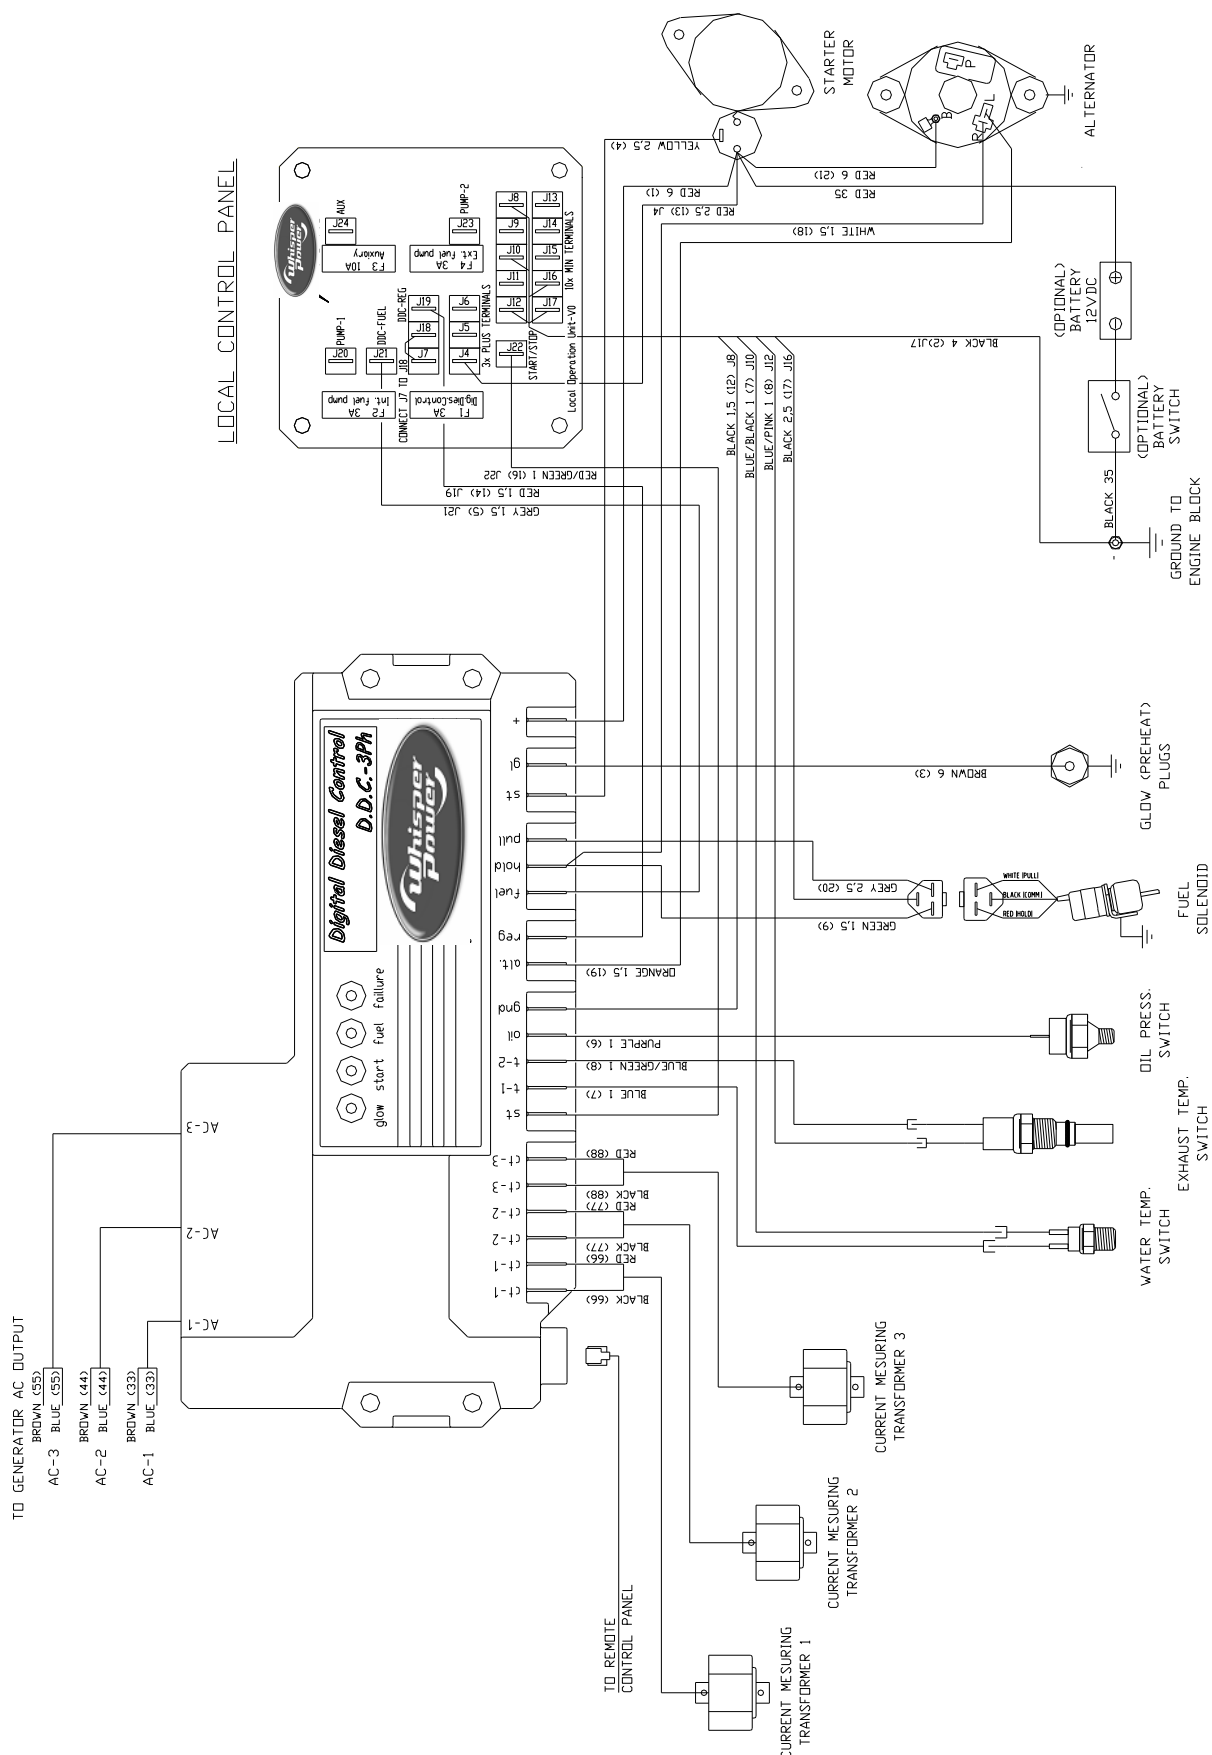 LOCAL CONTROL PANEL
Whisper
Power
J24
AUX
F3 10A
Auxiliory
J23
PUMP-2
F4 3A
Ext. Fuel pump
J20
PUMP-1
J21
DDC-FUEL
F2 3A
Int. Fuel pump
J19
J18
J7
DDC-REG
CONNECT J7 TO J18
F1 3A
Dig.Dies.Control
J6
J5
J4
3x PLUS TERMINALS
J8
J9
J10
J11
J12
J13
J14
J15
J16
J17
10x MIN TERMINALS
J22
START/STOP
Local Operation Unit-V0
STARTER
MOTOR
ALTERNATOR
P
B
R
L
YELLOW 2,5 (4)
RED 6 (1)
RED 2,5 (13) J4
RED 6 (21)
RED 35
WHITE 1,5 (18)
BLACK 4 (2)J17
(OPIONAL)
BATTERY
12VDC
(OPTIONAL)
BATTERY
SWITCH
BLACK 35
GROUND TO
ENGINE BLOCK
BLACK 1,5 (12) J8
BLUE/BLACK 1 (7) J10
BLUE/PINK 1 (8) J12
BLACK 2,5 (17) J16
RED/GREEN 1 (16) J22
RED 1,5 (14) J19
GREY 1,5 (5) J21
Digital Diesel Control
D.D.C.-3Ph
Whisper
Power
glow
start
fuel
faillure
+
gl
st
pull
hold
fuel
reg
alt.
gnd
oil
t-2
t-1
st
ct-3
ct-3
ct-2
ct-2
ct-1
ct-1
AC-3
AC-2
AC-1
BROWN 6 (3)
GLOW (PREHEAT)
PLUGS
GREY 2,5 (20)
GREEN 1,5 (9)
WHITE (PULL)
BLACK (COMM)
RED (HOLD)
FUEL
SOLENOID
ORANGE 1,5 (19)
PURPLE 1 (6)
BLUE/GREEN 1 (8)
BLUE 1 (7)
OIL PRESS.
SWITCH
EXHAUST TEMP.
SWITCH
WATER TEMP.
SWITCH
RED (88)
BLACK (88)
RED (77)
BLACK (77)
RED (66)
BLACK (66)
TO GENERATOR AC OUTPUT
BROWN (55)
AC-3 BLUE (55)
BROWN (44)
AC-2 BLUE (44)
BROWN (33)
AC-1 BLUE (33)
TO REMOTE
CONTROL PANEL
CURRENT MESURING
TRANSFORMER 3
CURRENT MESURING
TRANSFORMER 2
CURRENT MESURING
TRANSFORMER 1